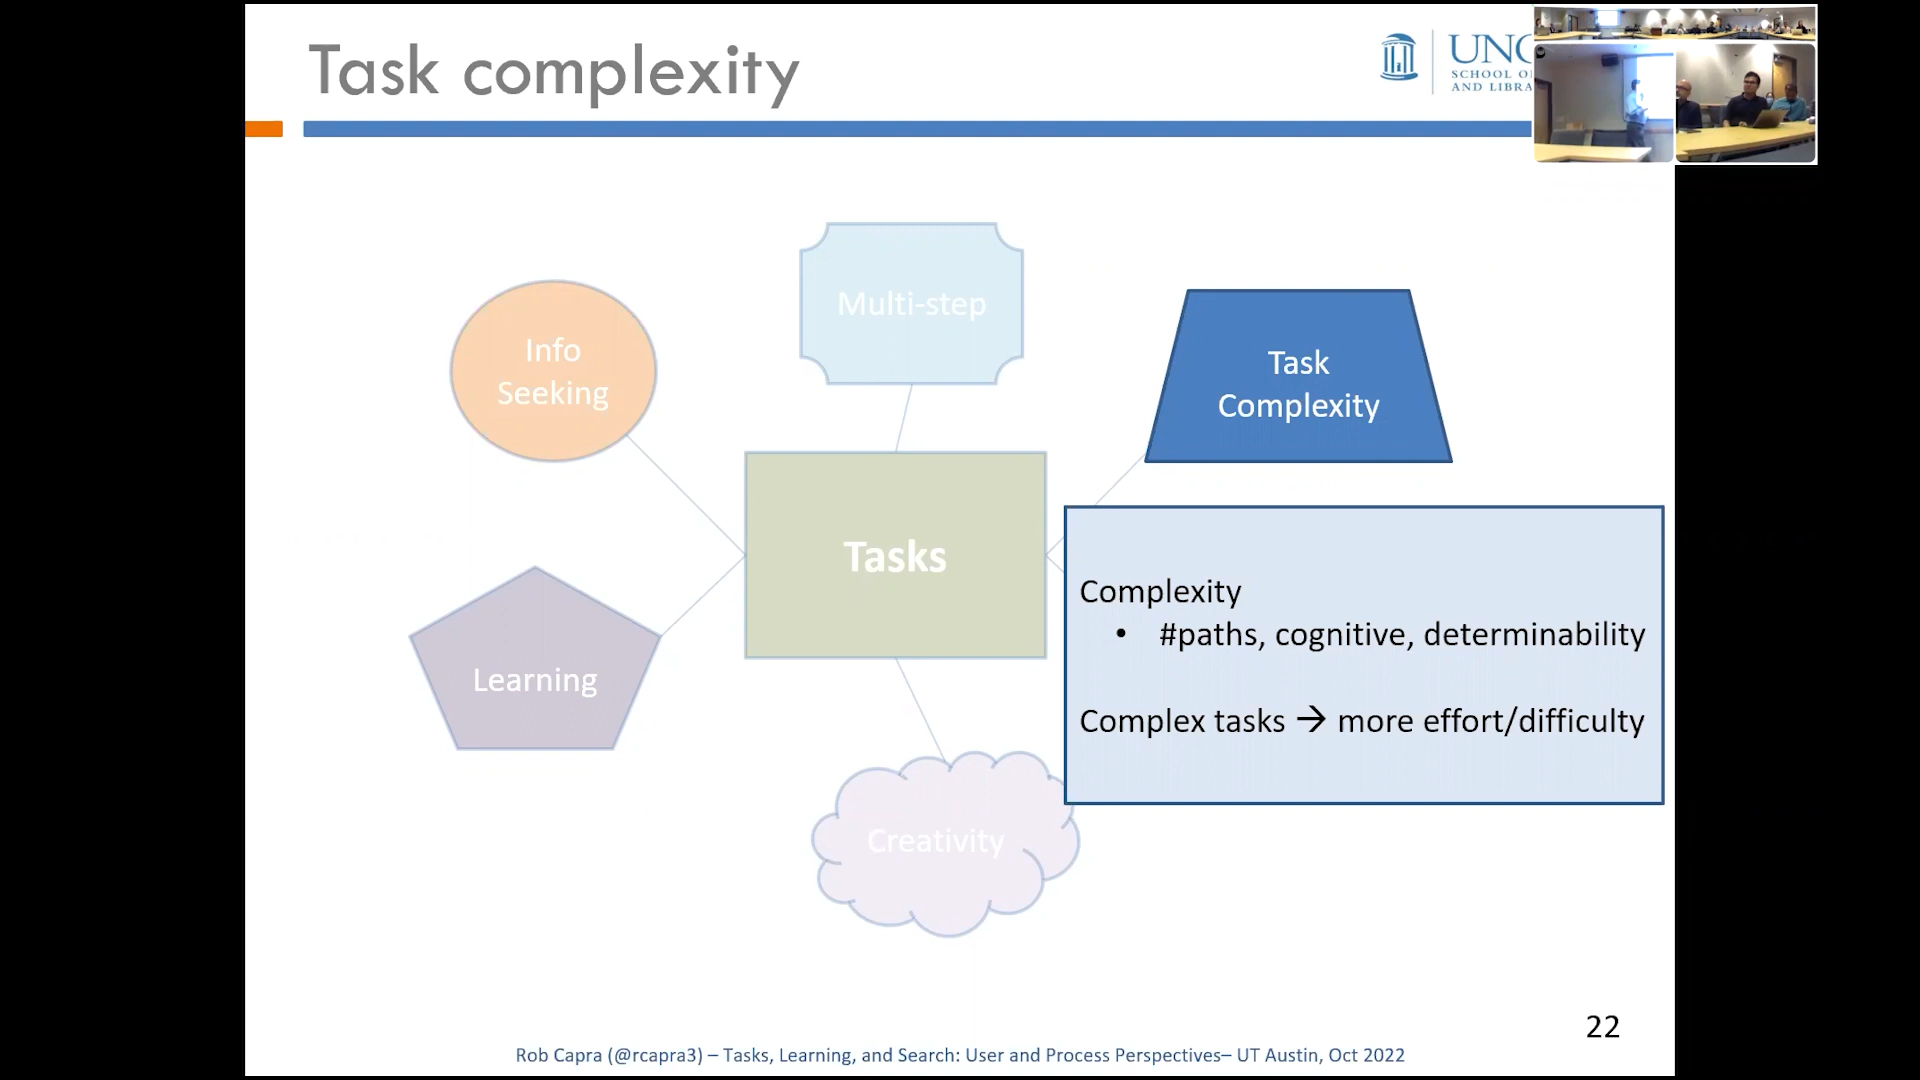 Task complexity
UNC
SCHOOL O
AND LIBRA
Multi-step
Info
Seeking
Task
Complexity
Tasks
Complexity
• #paths, cognitive, determinability
Complex tasks → more effort/difficulty
Learning
Creativity
22
Rob Capra (@rcapra3) – Tasks, Learning, and Search: User and Process Perspectives– UT Austin, Oct 2022